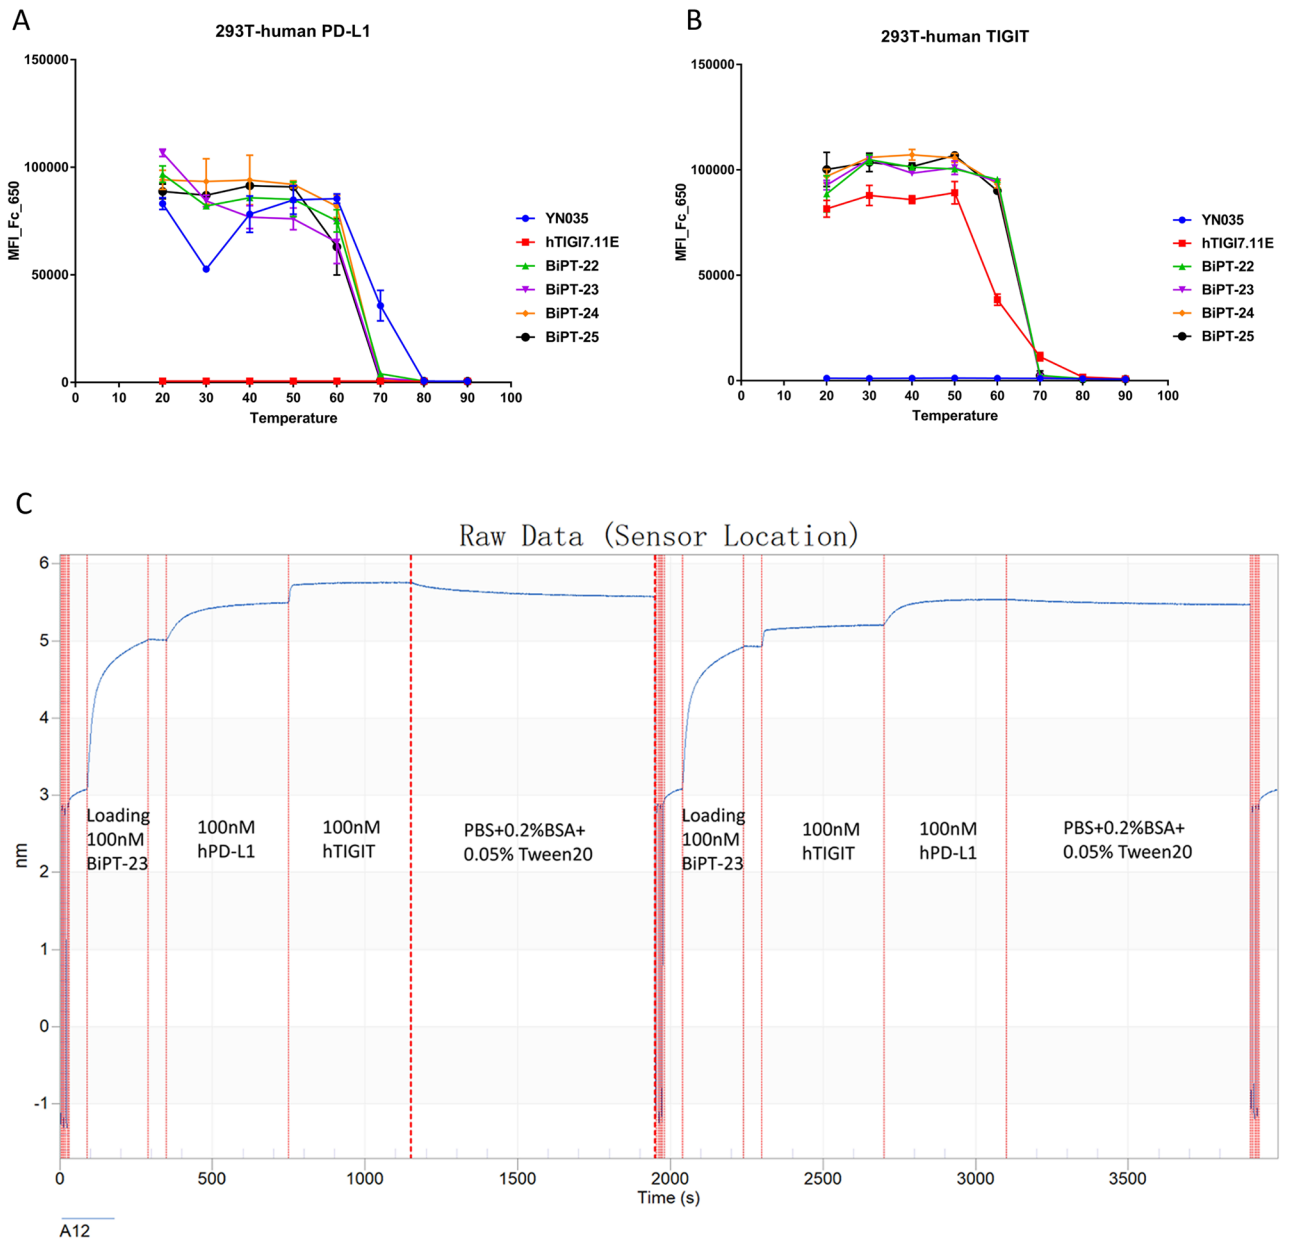 A
293T-human PD-L1
150000
100000
50000
0
MFI_Fc_650
0 10 20 30 40 50 60 70 80 90 100
Temperature
YN035
hTIGI7.11E
BiPT-22
BiPT-23
BiPT-24
BiPT-25
B
293T-human TIGIT
150000
100000
50000
0
MFI_Fc_650
0 10 20 30 40 50 60 70 80 90 100
Temperature
YN035
hTIGI7.11E
BiPT-22
BiPT-23
BiPT-24
BiPT-25
C
Raw Data (Sensor Location)
6
5
4
3
2
1
0
-1
nm
Loading
100nM
BiPT-23
100nM
hPD-L1
100nM
hTIGIT
PBS+0.2%BSA+
0.05% Tween20
Loading
100nM
BiPT-23
100nM
hTIGIT
100nM
hPD-L1
PBS+0.2%BSA+
0.05% Tween20
0 500 1000 1500 2000 2500 3000 3500
Time (s)
A12